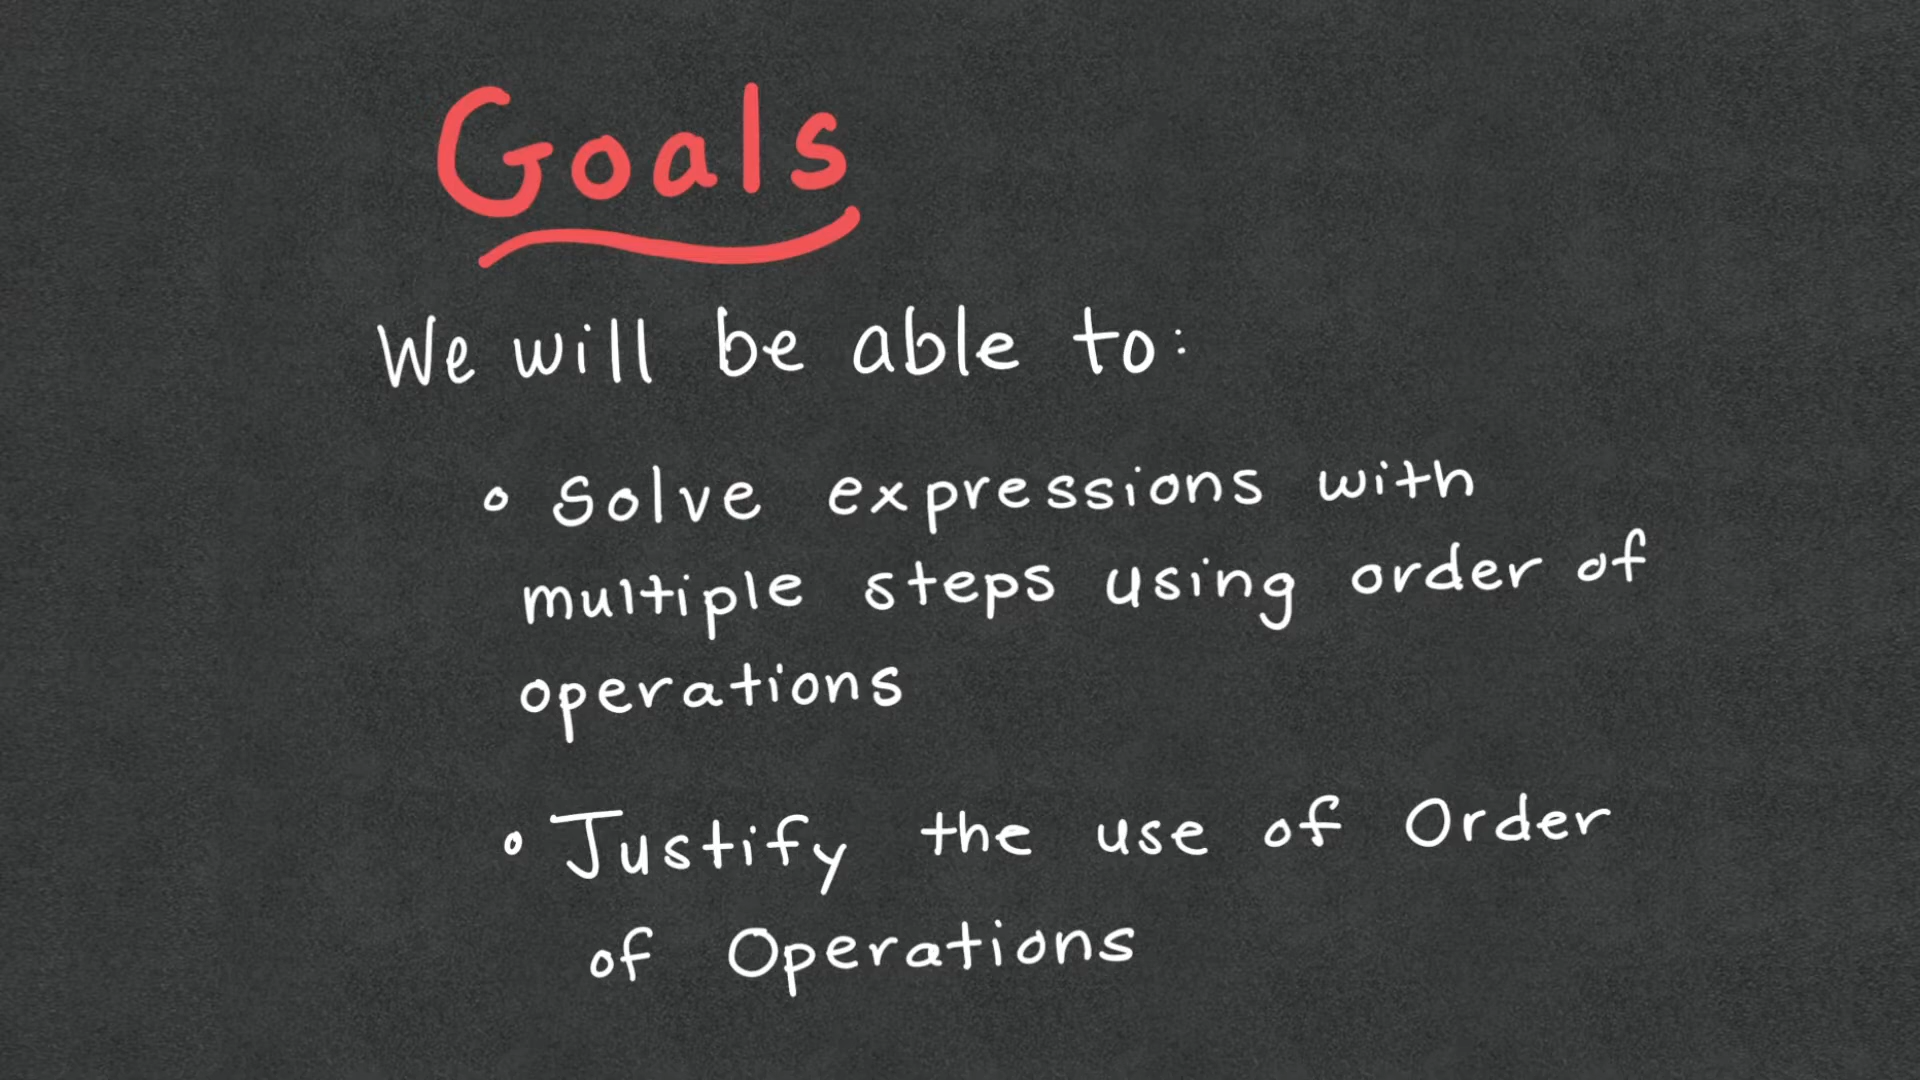 Goals
We will be able to:
• Solve expressions with
multiple steps using order of
operations
• Justify the use of Order
of Operations